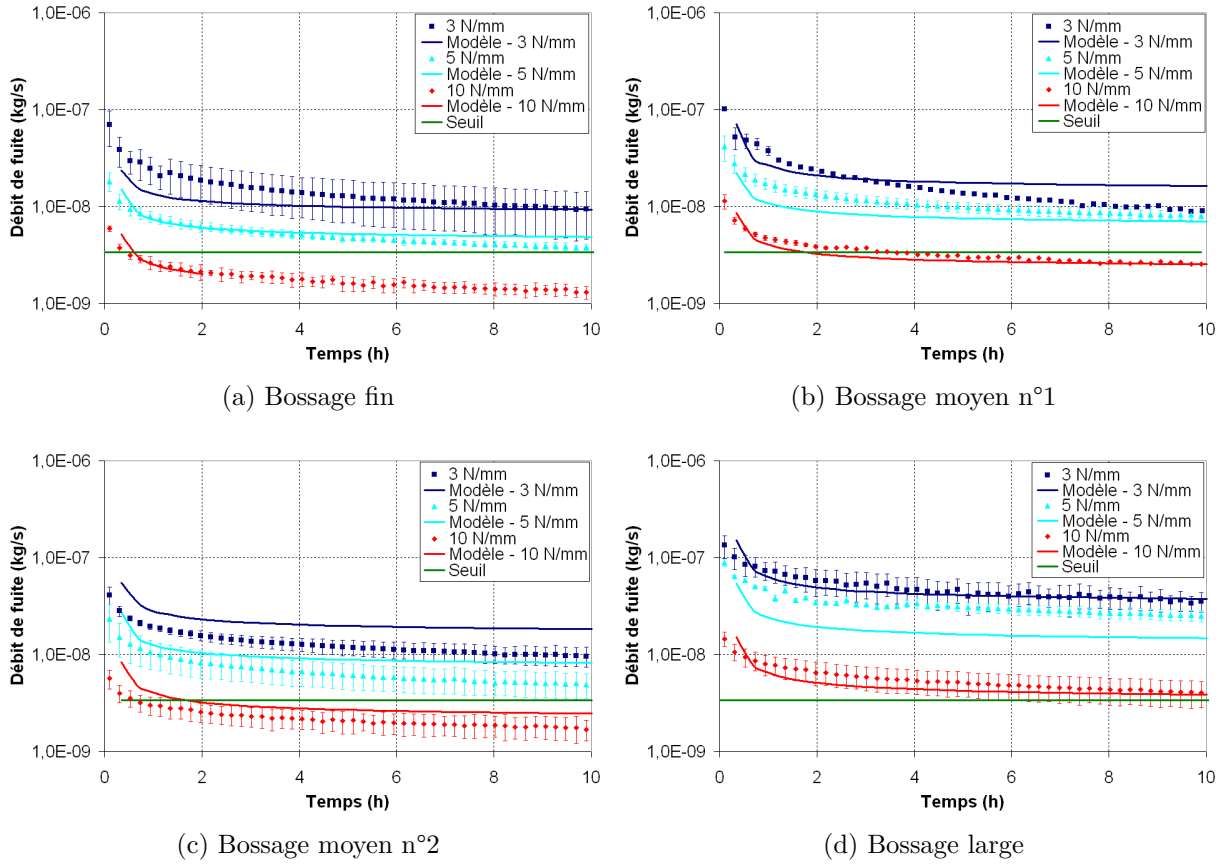 1,0E-06
1,0E-07
1,0E-08
1,0E-09
Débit de fuite (kg/s)
3 N/mm
Modèle - 3 N/mm
5 N/mm
Modèle - 5 N/mm
10 N/mm
Modèle - 10 N/mm
Seuil
0 2 4 6 8 10
Temps (h)
(a) Bossage fin
1,0E-06
1,0E-07
1,0E-08
1,0E-09
Débit de fuite (kg/s)
3 N/mm
Modèle - 3 N/mm
5 N/mm
Modèle - 5 N/mm
10 N/mm
Modèle - 10 N/mm
Seuil
0 2 4 6 8 10
Temps (h)
(b) Bossage moyen n°1
1,0E-06
1,0E-07
1,0E-08
1,0E-09
Débit de fuite (kg/s)
3 N/mm
Modèle - 3 N/mm
5 N/mm
Modèle - 5 N/mm
10 N/mm
Modèle - 10 N/mm
Seuil
0 2 4 6 8 10
Temps (h)
(c) Bossage moyen n°2
1,0E-06
1,0E-07
1,0E-08
1,0E-09
Débit de fuite (kg/s)
3 N/mm
Modèle - 3 N/mm
5 N/mm
Modèle - 5 N/mm
10 N/mm
Modèle - 10 N/mm
Seuil
0 2 4 6 8 10
Temps (h)
(d) Bossage large